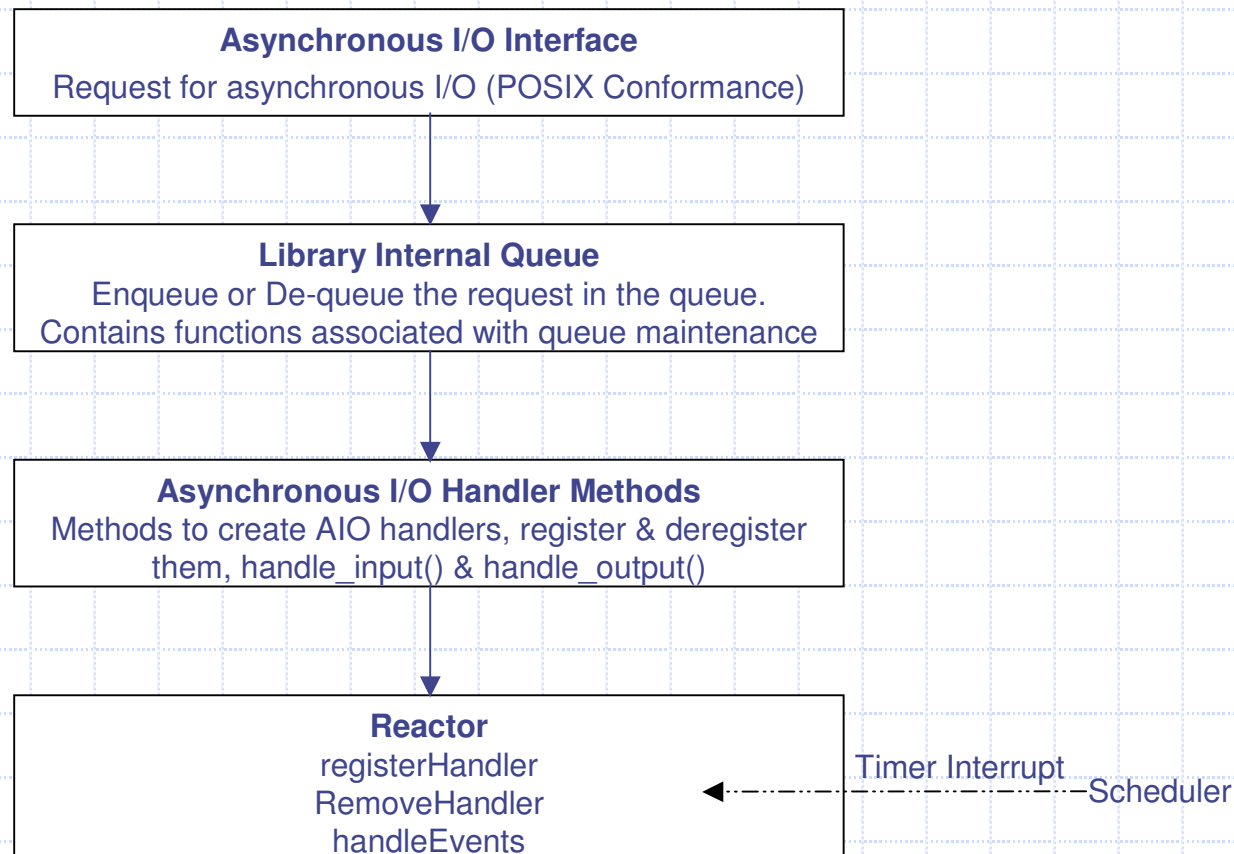 Asynchronous I/O Interface
Request for asynchronous I/O (POSIX Conformance)
Library Internal Queue
Enqueue or De-queue the request in the queue.
Contains functions associated with queue maintenance
Asynchronous I/O Handler Methods
Methods to create AIO handlers, register & deregister
them, handle_input() & handle_output()
Reactor
registerHandler
RemoveHandler
handleEvents
Timer Interrupt
Scheduler